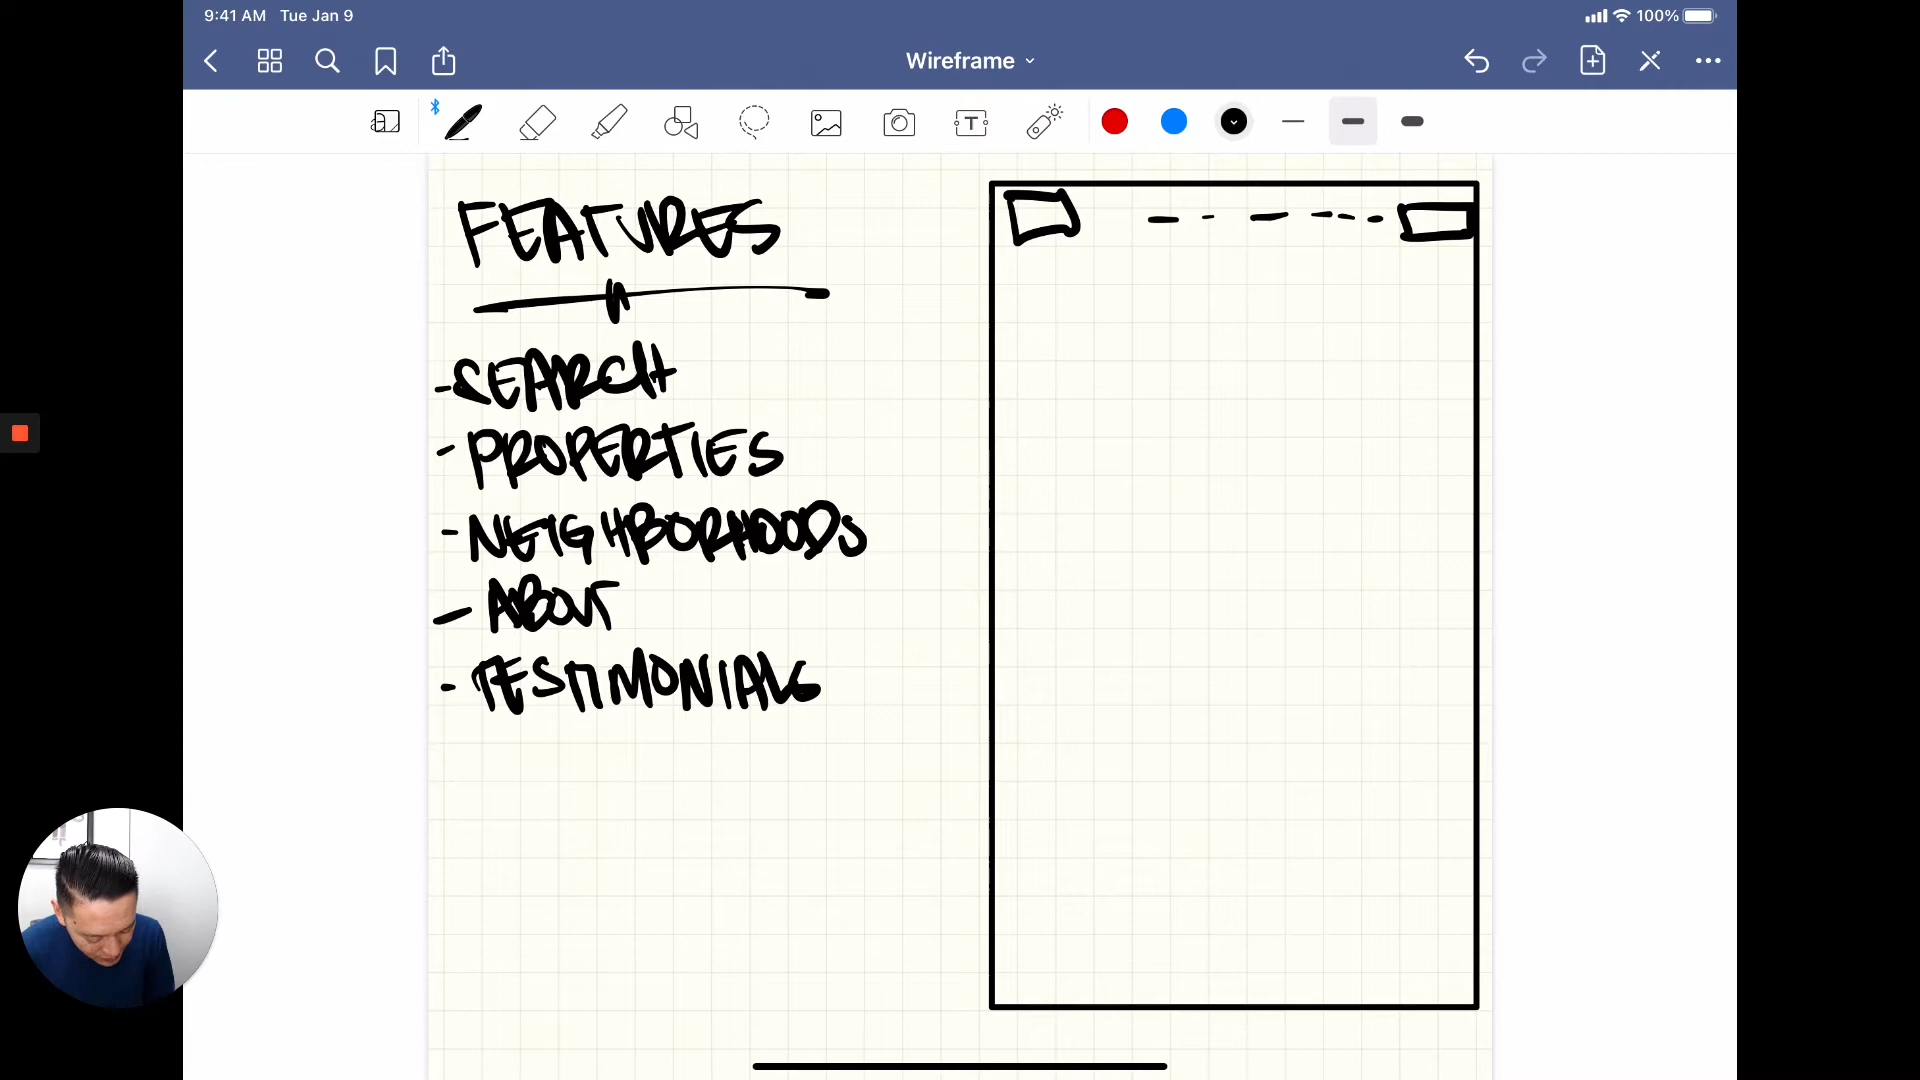 9:41 AM Tue Jan 9
100%
Wireframe
a
T
FEATURES
-SEARCH
-PROPERTIES
-NEIGHBORHOODS
-ABOUT
-TESTIMONIALS